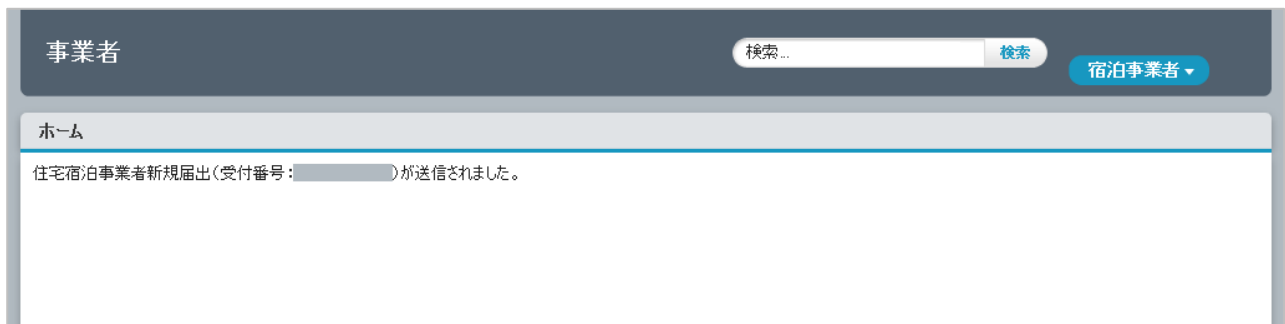 事業者
検索...
検索
宿泊事業者
ホーム
住宅宿泊事業者新規届出(受付番号: )が送信されました。